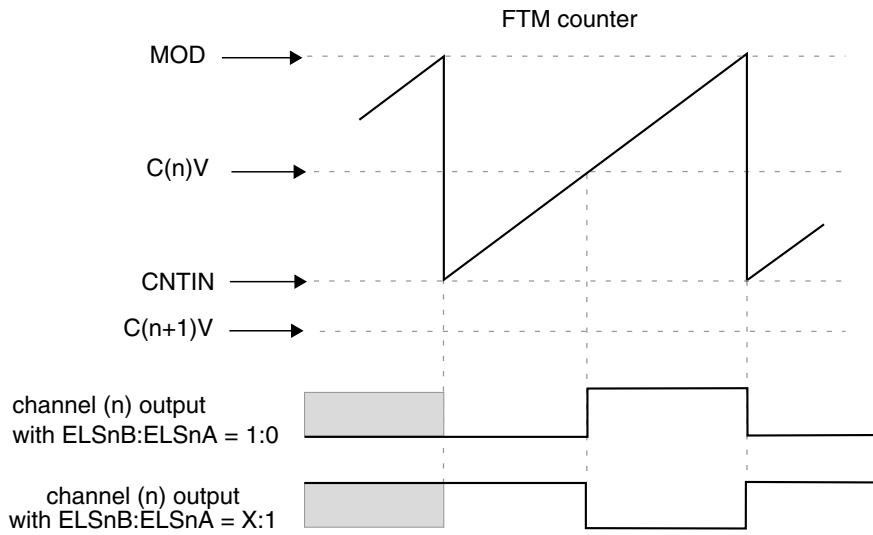 FTM counter
MOD
C(n)V
CNTIN
C(n+1)V
channel (n) output
with ELSnB:ELSnA = 1:0
channel (n) output
with ELSnB:ELSnA = X:1